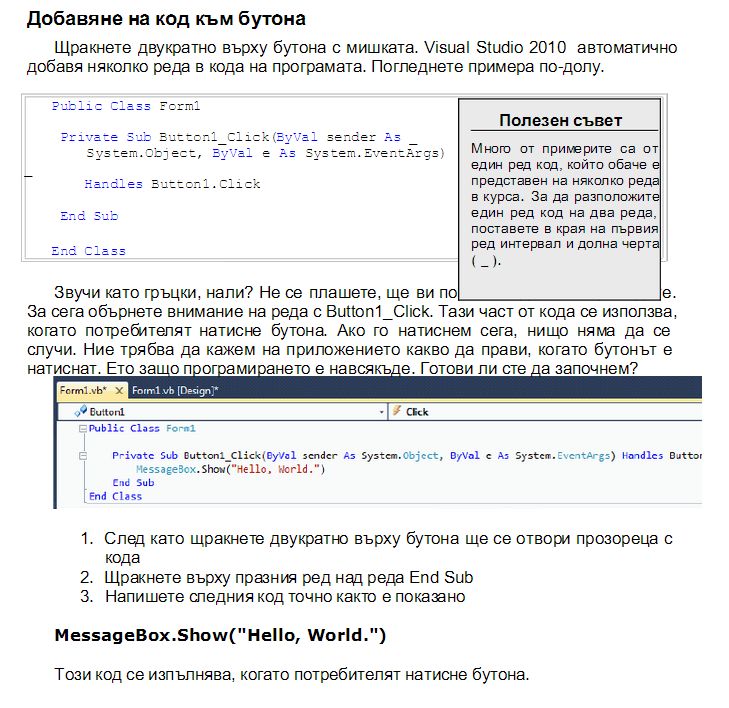 Добавяне на код към бутона
Щракнете двукратно върху бутона с мишката. Visual Studio 2010 автоматично
добавя няколко реда в кода на програмата. Погледнете примера по-долу.
Public Class Form1
Private Sub Button1_Click(ByVal sender As _
System.Object, ByVal e As System.EventArgs)
_
Handles Button1.Click
End Sub
End Class
Полезен съвет
Много от примерите са от
един ред код, който обаче е
представен на няколко реда
в курса. За да разположите
един ред код на два реда,
поставете в края на първия
ред интервал и долна черта
( _ ).
Звучи като гръцки, нали? Не се плашете, ще ви по е.
За сега обърнете внимание на реда с Button1_Click. Тази част от кода се използва,
когато потребителят натисне бутона. Ако го натиснем сега, нищо няма да се
случи. Ние трябва да кажем на приложението какво да прави, когато бутонът е
натиснат. Ето защо програмирането е навсякъде. Готови ли сте да започнем?
Form1.vb* X Form1.vb [Design]*
Button1 Click
Public Class Form1
Private Sub Button1_Click(ByVal sender As System.Object, ByVal e As System.EventArgs) Handles Button
MessageBox.Show("Hello, World.")
End Sub
End Class
1. След като щракнете двукратно върху бутона ще се отвори прозореца с
кода
2. Щракнете върху празния ред над реда End Sub
3. Напишете следния код точно както е показано
MessageBox.Show("Hello, World.")
Този код се изпълнява, когато потребителят натисне бутона.